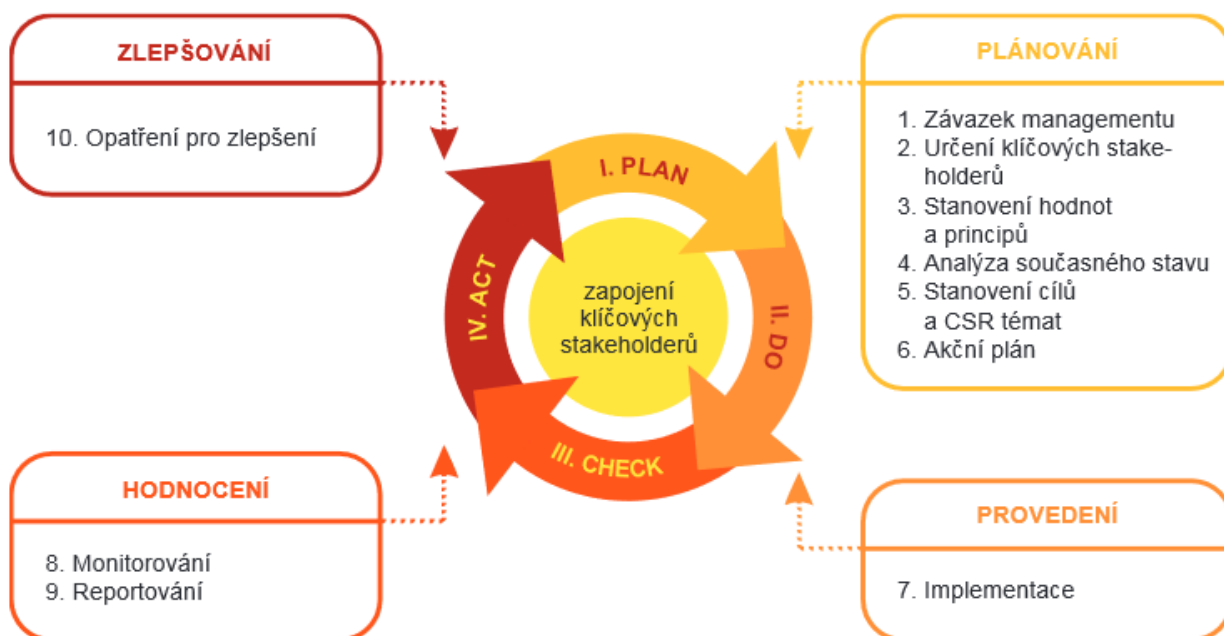 ZLEPŠOVÁNÍ
10. Opatření pro zlepšení
PLÁNOVÁNÍ
1. Závazek managementu
2. Určení klíčových stake-
holderů
3. Stanovení hodnot
a principů
4. Analýza současného stavu
5. Stanovení cílů
a CSR témat
6. Akční plán
I. PLAN
II. DO
III. CHECK
IV. ACT
zapojení
klíčových
stakeholderů
HODNOCENÍ
8. Monitorování
9. Reportování
PROVEDENÍ
7. Implementace